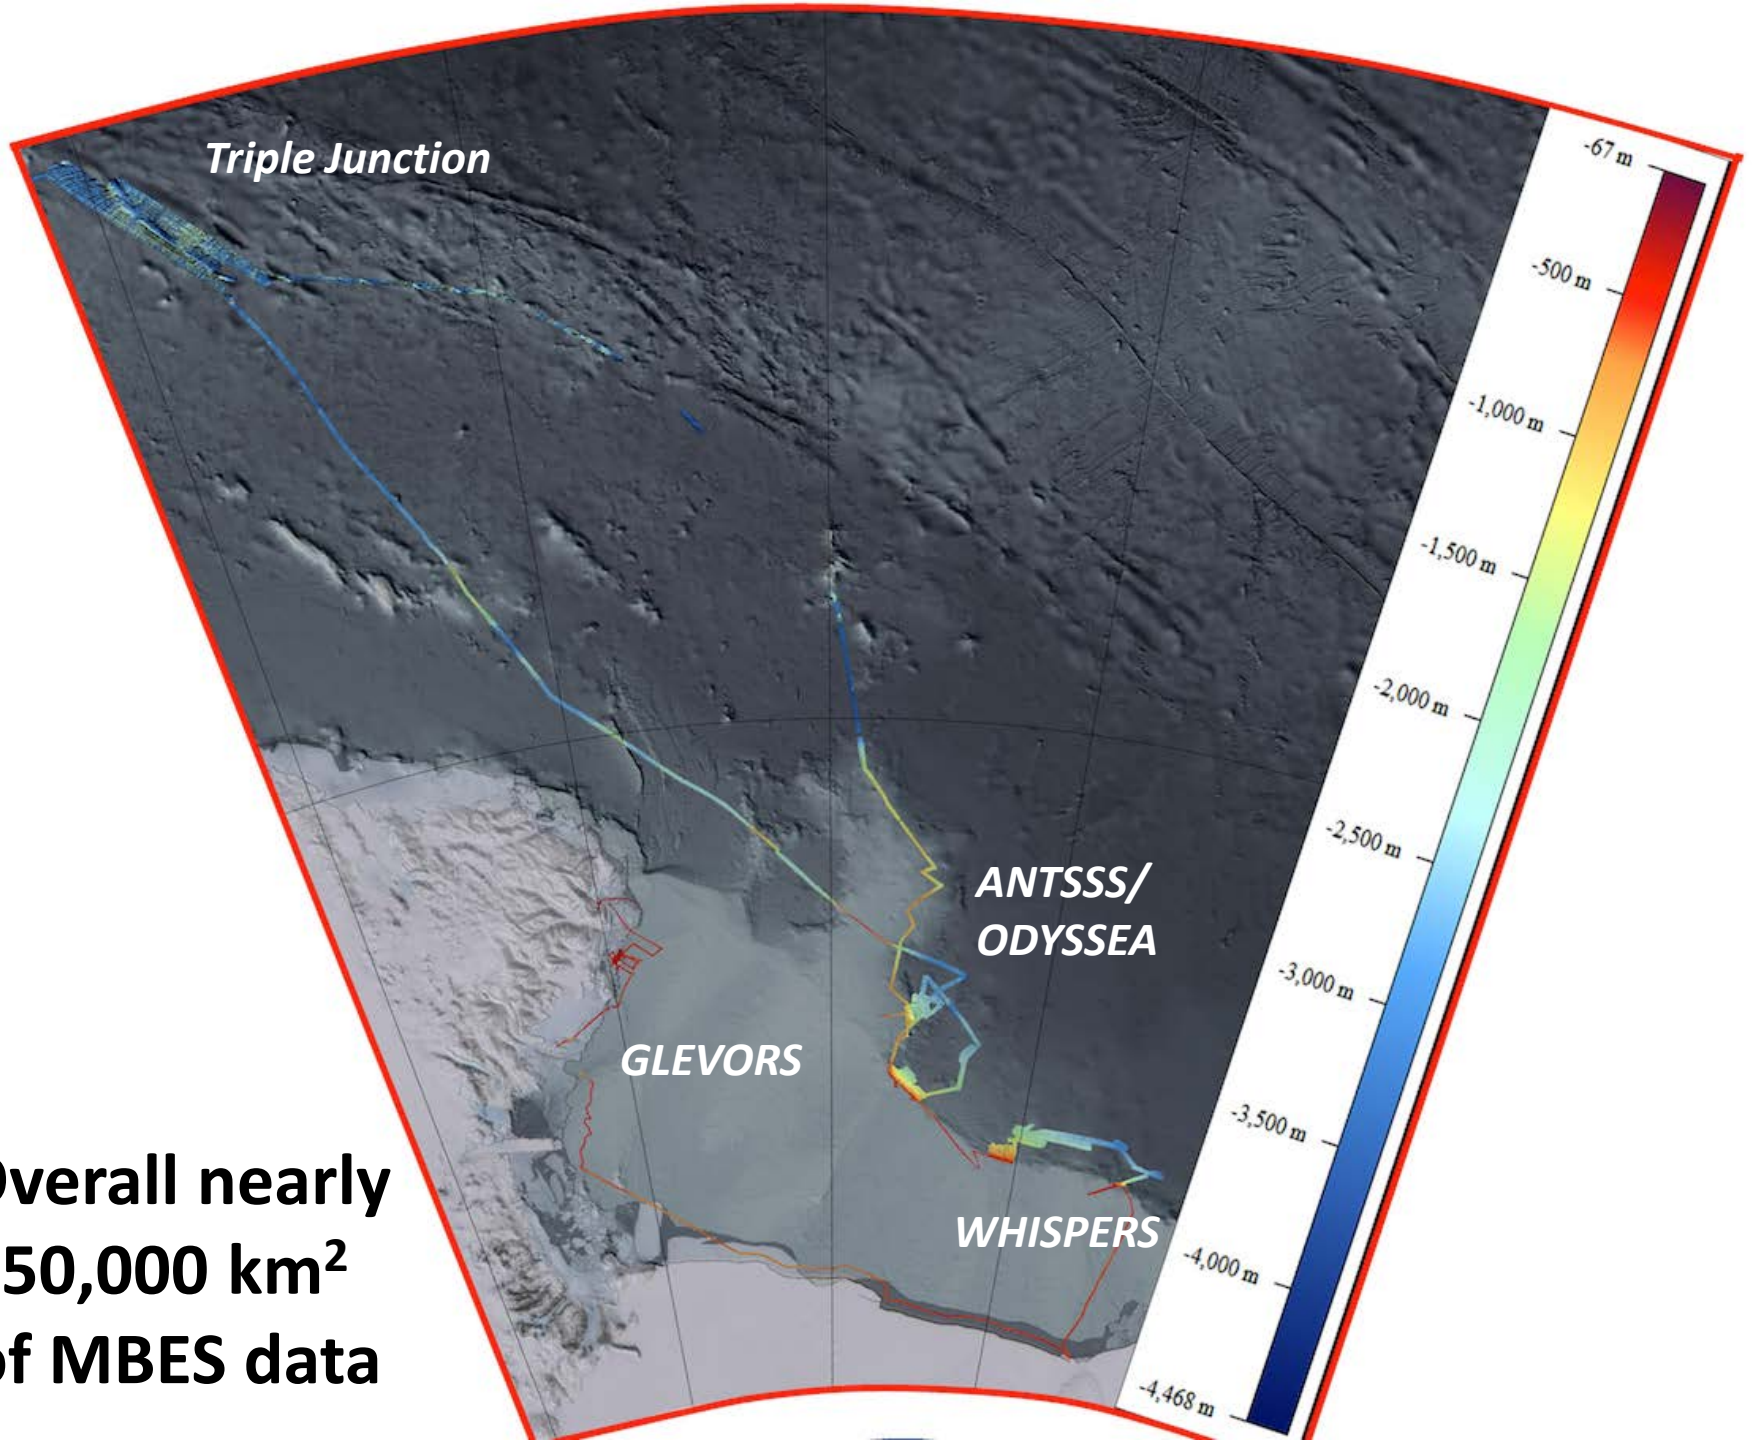 Triple Junction
-67 m
-500 m
-1,000 m
-1,500 m
-2,000 m
-2,500 m
-3,000 m
-3,500 m
-4,000 m
-4,468 m
ANTSSS/
ODYSSEA
GLEVORS
WHISPERS
verall nearly
50,000 km²
of MBES data